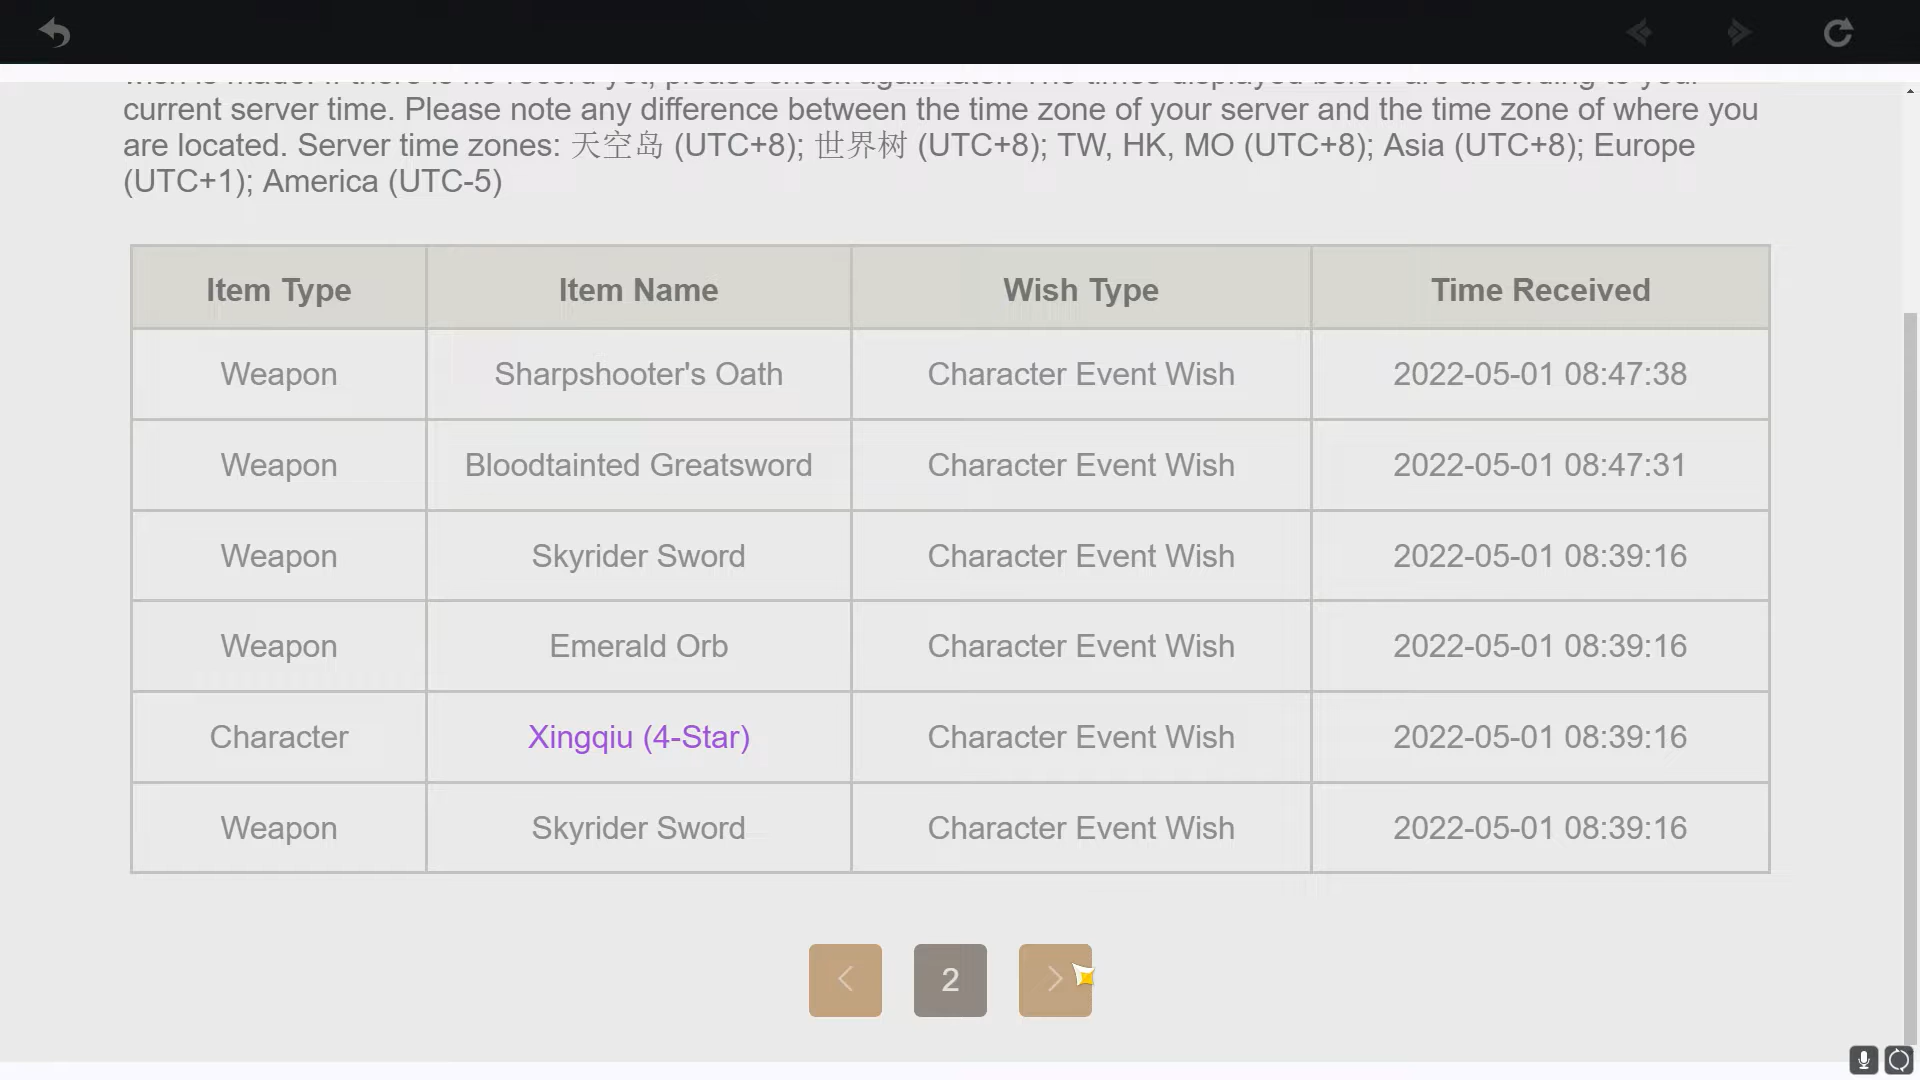 current server time. Please note any difference between the time zone of your server and the time zone of where you
are located. Server time zones: 天空岛 (UTC+8); 世界树 (UTC+8); TW, HK, MO (UTC+8); Asia (UTC+8); Europe
(UTC+1); America (UTC-5)
Item Type Item Name Wish Type Time Received
Weapon Sharpshooter's Oath Character Event Wish 2022-05-01 08:47:38
Weapon Bloodtainted Greatsword Character Event Wish 2022-05-01 08:47:31
Weapon Skyrider Sword Character Event Wish 2022-05-01 08:39:16
Weapon Emerald Orb Character Event Wish 2022-05-01 08:39:16
Character Xingqiu (4-Star) Character Event Wish 2022-05-01 08:39:16
Weapon Skyrider Sword Character Event Wish 2022-05-01 08:39:16
2